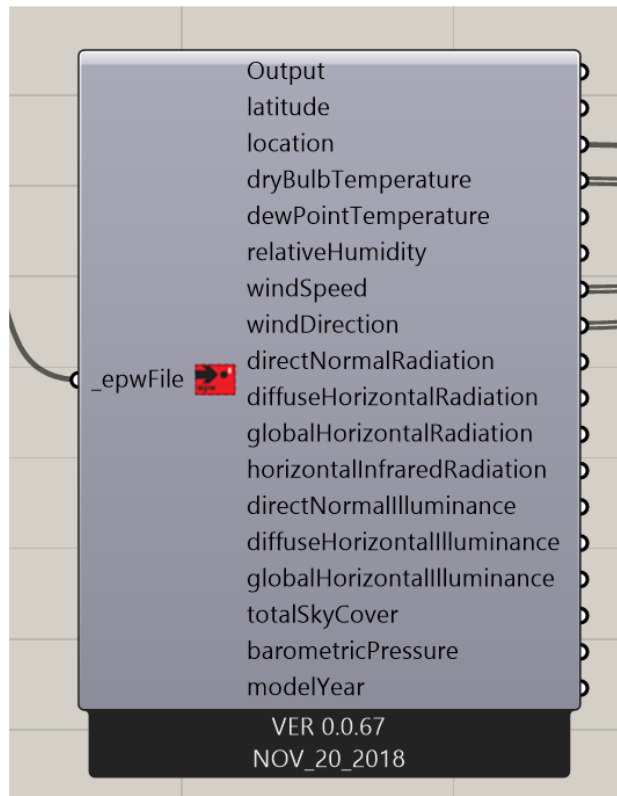 Output
latitude
location
dryBulbTemperature
dewPointTemperature
relativeHumidity
windSpeed
windDirection
directNormalRadiation
_epwFile
diffuseHorizontalRadiation
globalHorizontalRadiation
horizontalInfraredRadiation
directNormalIlluminance
diffuseHorizontalIlluminance
globalHorizontalIlluminance
totalSkyCover
barometricPressure
modelYear
VER 0.0.67
NOV_20_2018